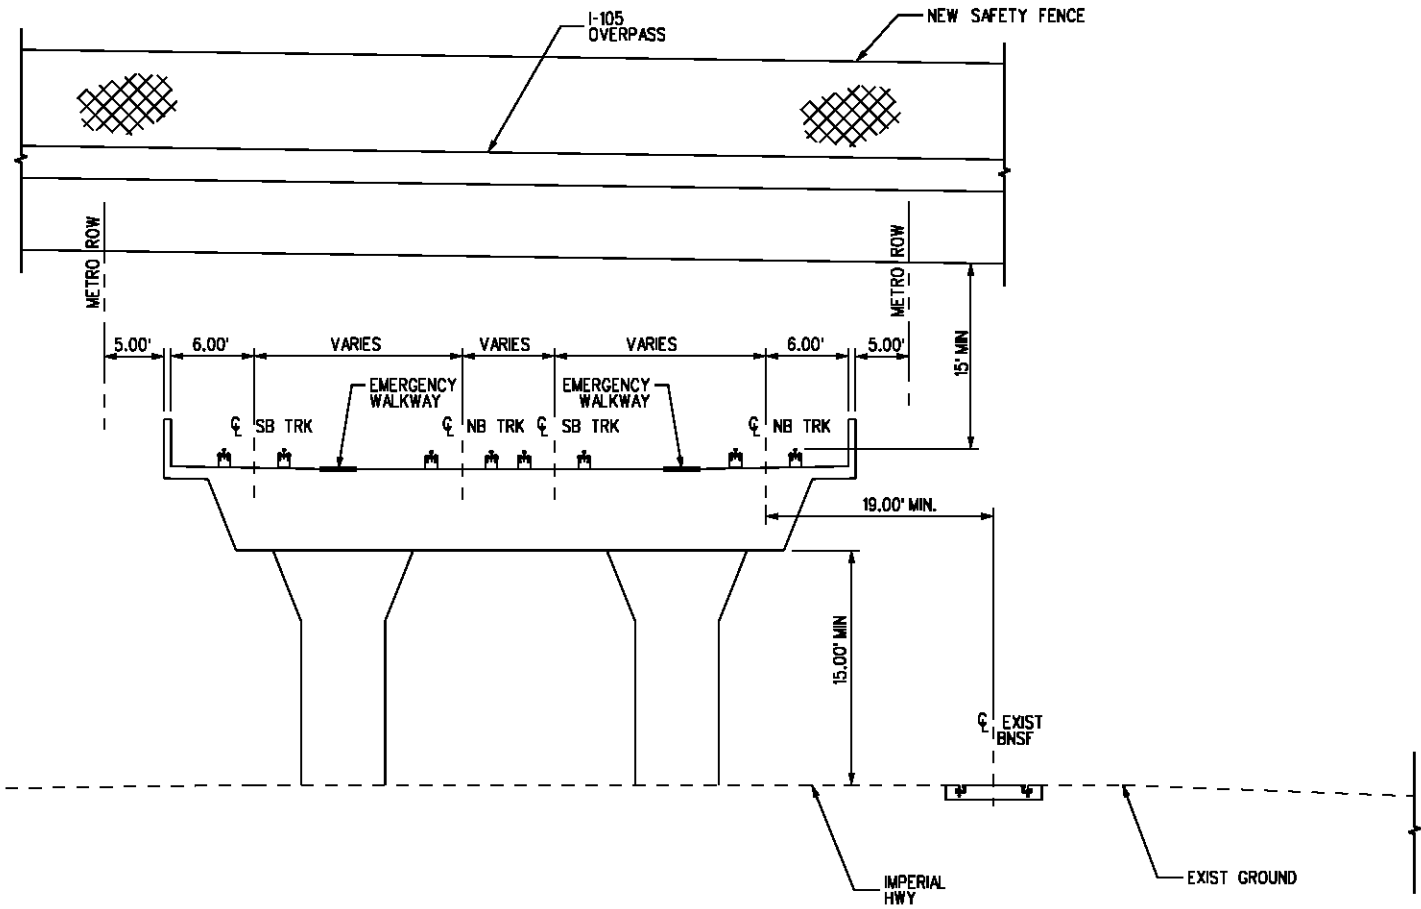 I-105
OVERPASS
NEW SAFETY FENCE
METRO ROW
METRO ROW
5.00'
6.00'
VARIES
VARIES
VARIES
6.00'
5.00'
15' MIN
EMERGENCY
WALKWAY
EMERGENCY
WALKWAY
℄ SB TRK
℄ NB TRK
℄ SB TRK
℄ NB TRK
19.00' MIN.
15.00' MIN
℄ EXIST
BNSF
IMPERIAL
HWY
EXIST GROUND